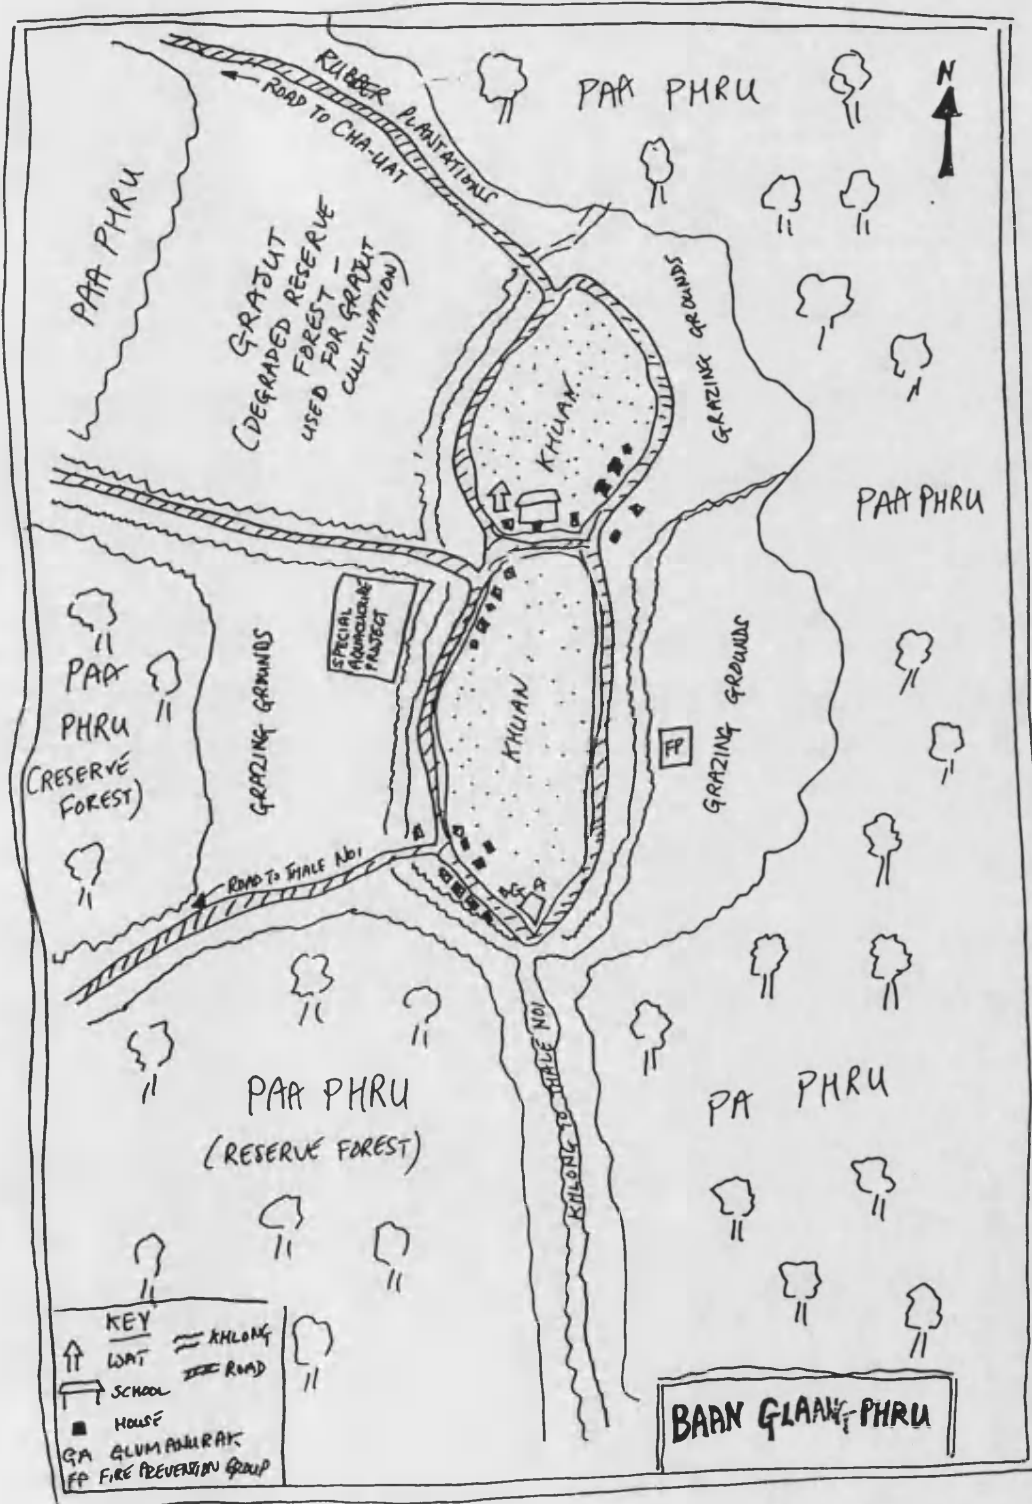 PAA PHRU
N
RUBBER PLANTATIONS
ROAD TO CHA-UAT
PAA PHRU
GRAJUT
(DEGRADED RESERVE
FOREST –
USED FOR GRAJUT
CULTIVATION)
GRAZING GROUNDS
KHUAN
PAA PHRU
SPECIAL
AQUACULTURE
PROJECT
GRAZING GROUNDS
PAA
PHRU
(RESERVE
FOREST)
KHUAN
FP
GRAZING GROUNDS
ROAD TO THALE NOI
KHLONG TO THALE NOI
PAA PHRU
(RESERVE FOREST)
PA PHRU
KEY
WAT
KHLONG
ROAD
SCHOOL
HOUSE
GA GLUMANURAK
FP FIRE PREVENTION GROUP
BAAN GLAANG-PHRU